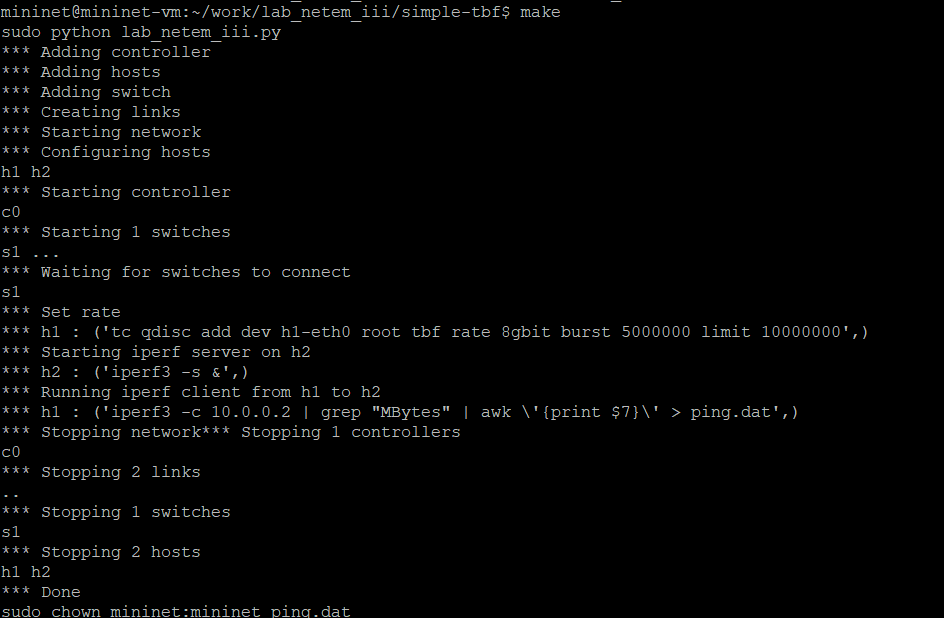 mininet@mininet-vm:~/work/lab_netem_iii/simple-tbf$ make
sudo python lab_netem_iii.py
*** Adding controller
*** Adding hosts
*** Adding switch
*** Creating links
*** Starting network
*** Configuring hosts
h1 h2
*** Starting controller
c0
*** Starting 1 switches
s1 ...
*** Waiting for switches to connect
s1
*** Set rate
*** h1 : ('tc qdisc add dev h1-eth0 root tbf rate 8gbit burst 5000000 limit 10000000',)
*** Starting iperf server on h2
*** h2 : ('iperf3 -s &',)
*** Running iperf client from h1 to h2
*** h1 : ('iperf3 -c 10.0.0.2 | grep "MBytes" | awk \'{print $7}\' > ping.dat',)
*** Stopping network*** Stopping 1 controllers
c0
*** Stopping 2 links
..
*** Stopping 1 switches
s1
*** Stopping 2 hosts
h1 h2
*** Done
sudo chown mininet:mininet ping.dat